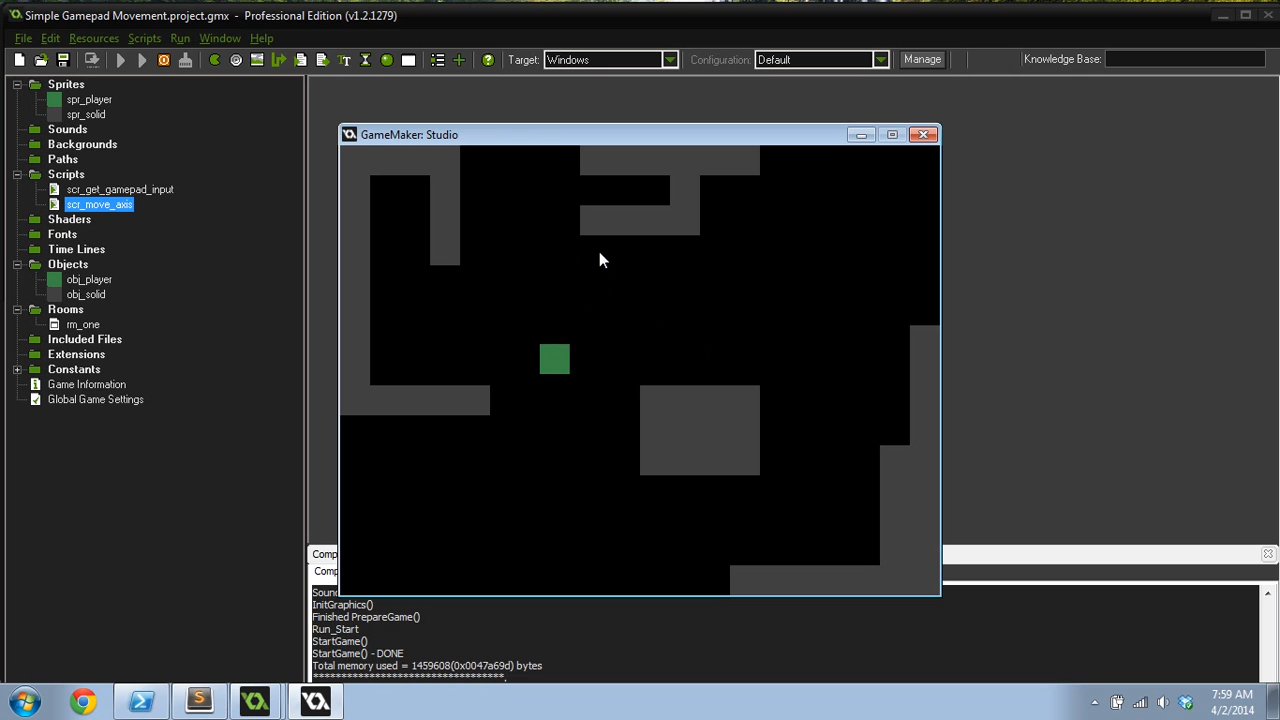 Simple Gamepad Movement.project.gmx - Professional Edition (v1.2.1279)
File Edit Resources Scripts Run Window Help
Target: Windows Configuration: Default Manage Knowledge Base:
Sprites
spr_player
spr_solid
Sounds
Backgrounds
Paths
Scripts
scr_get_gamepad_input
scr_move_axis
Shaders
Fonts
Time Lines
Objects
obj_player
obj_solid
Rooms
rm_one
Included Files
Extensions
Constants
Game Information
Global Game Settings
GameMaker: Studio
Comp
Comp
Soun
InitGraphics()
Finished PrepareGame()
Run_Start
StartGame()
StartGame() - DONE
Total memory used = 1459608(0x0047a69d) bytes
7:59 AM
4/2/2014